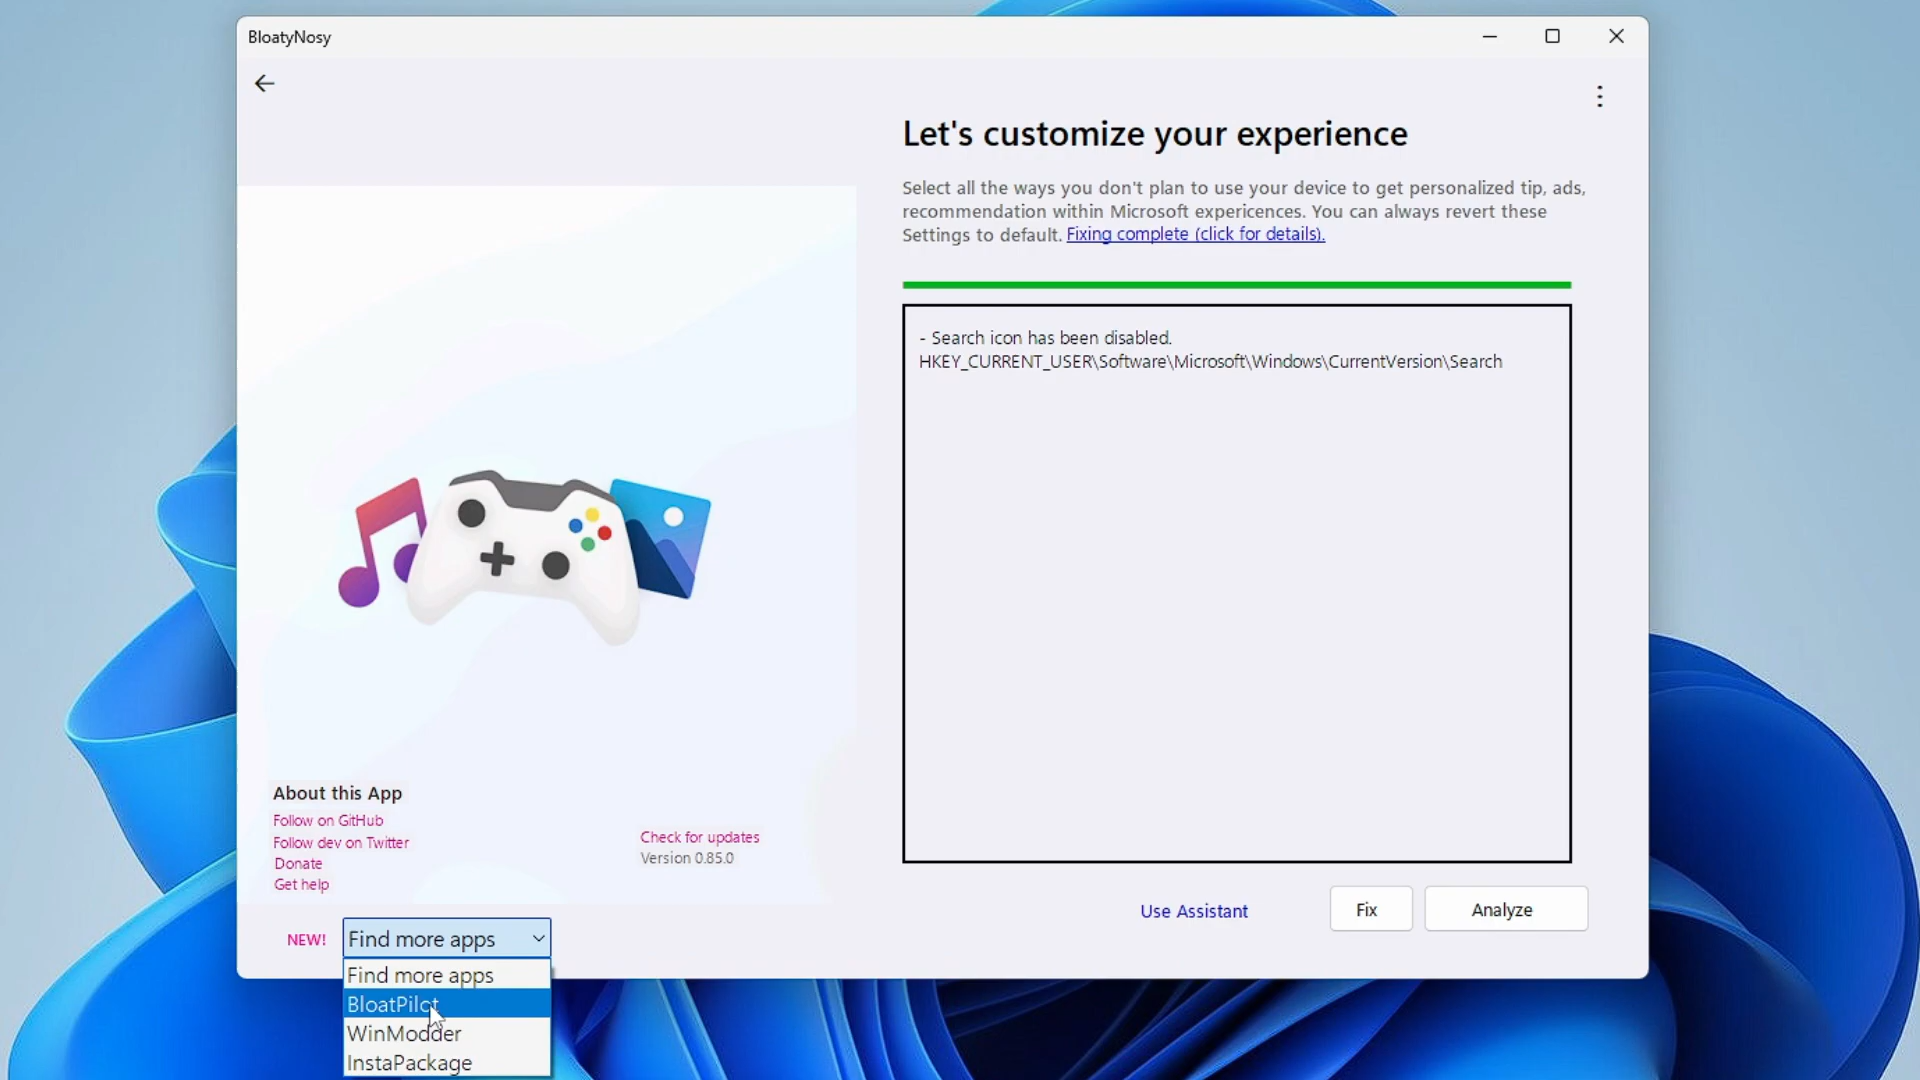 BloatyNosy
Let's customize your experience
Select all the ways you don't plan to use your device to get personalized tip, ads,
recommendation within Microsoft expericences. You can always revert these
Settings to default. Fixing complete (click for details).
- Search icon has been disabled.
HKEY_CURRENT_USER\Software\Microsoft\Windows\CurrentVersion\Search
About this App
Follow on GitHub
Follow dev on Twitter
Donate
Get help
Check for updates
Version 0.85.0
Use Assistant
Fix
Analyze
NEW!
Find more apps
Find more apps
BloatPilot
WinModder
InstaPackage